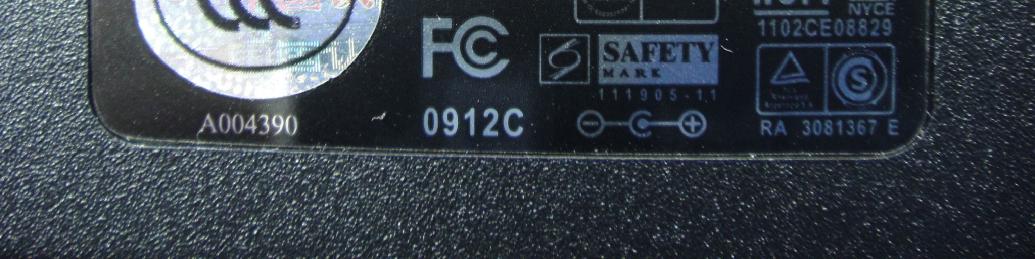 NYCE
1102CE08829
FC
SAFETY
MARK
111905-11
A004390
0912C
RA 3081367 E